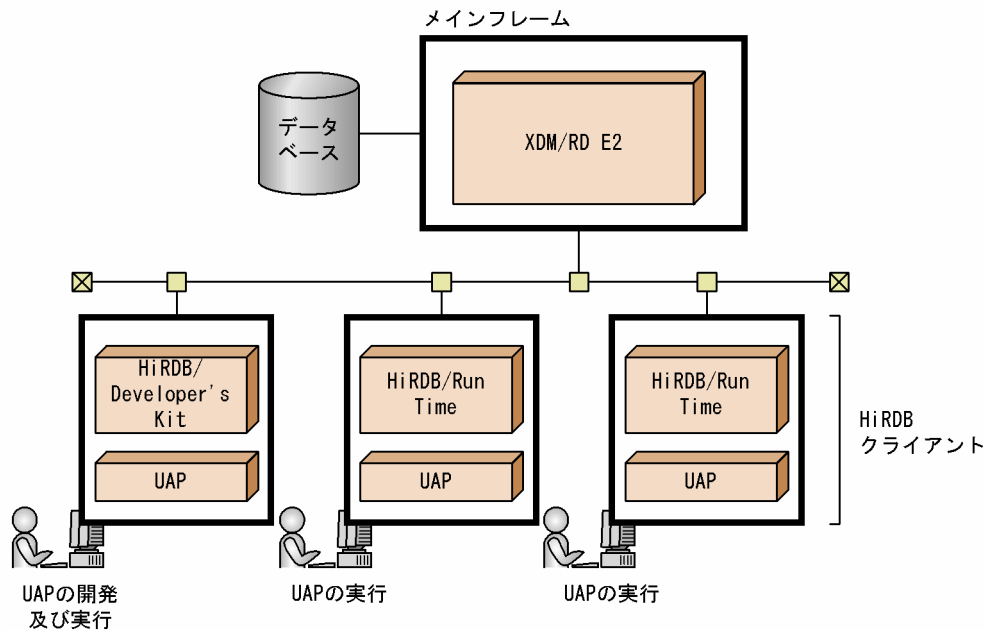 メインフレーム
データ
ベース
XDM/RD E2
HiRDB/
Developer's
Kit
UAP
HiRDB/Run
Time
UAP
HiRDB/Run
Time
UAP
HiRDB
クライアント
UAPの開発
及び実行
UAPの実行
UAPの実行